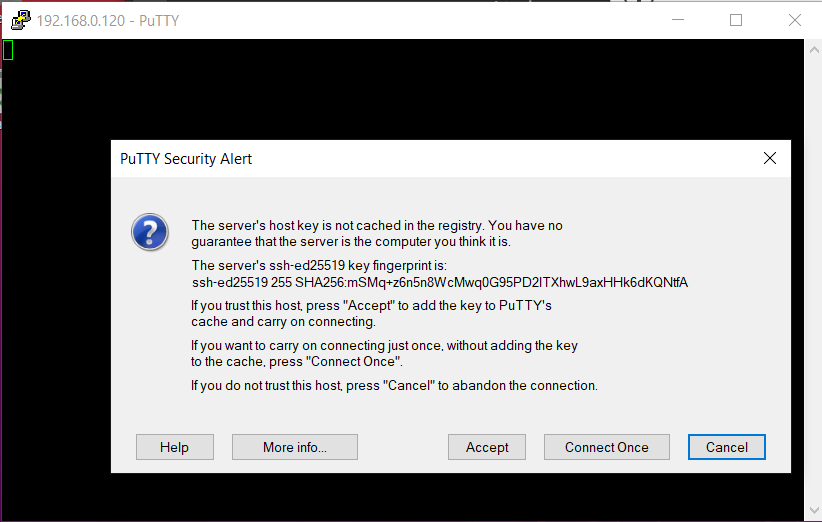 192.168.0.120 - PuTTY
PuTTY Security Alert
The server's host key is not cached in the registry. You have no
guarantee that the server is the computer you think it is.
The server's ssh-ed25519 key fingerprint is:
ssh-ed25519 255 SHA256:mSMq+z6n5n8WcMwq0G95PD2ITXhwL9axHHk6dKQNtfA
If you trust this host, press "Accept" to add the key to PuTTY's
cache and carry on connecting.
If you want to carry on connecting just once, without adding the key
to the cache, press "Connect Once".
If you do not trust this host, press "Cancel" to abandon the connection.
Help
More info...
Accept
Connect Once
Cancel